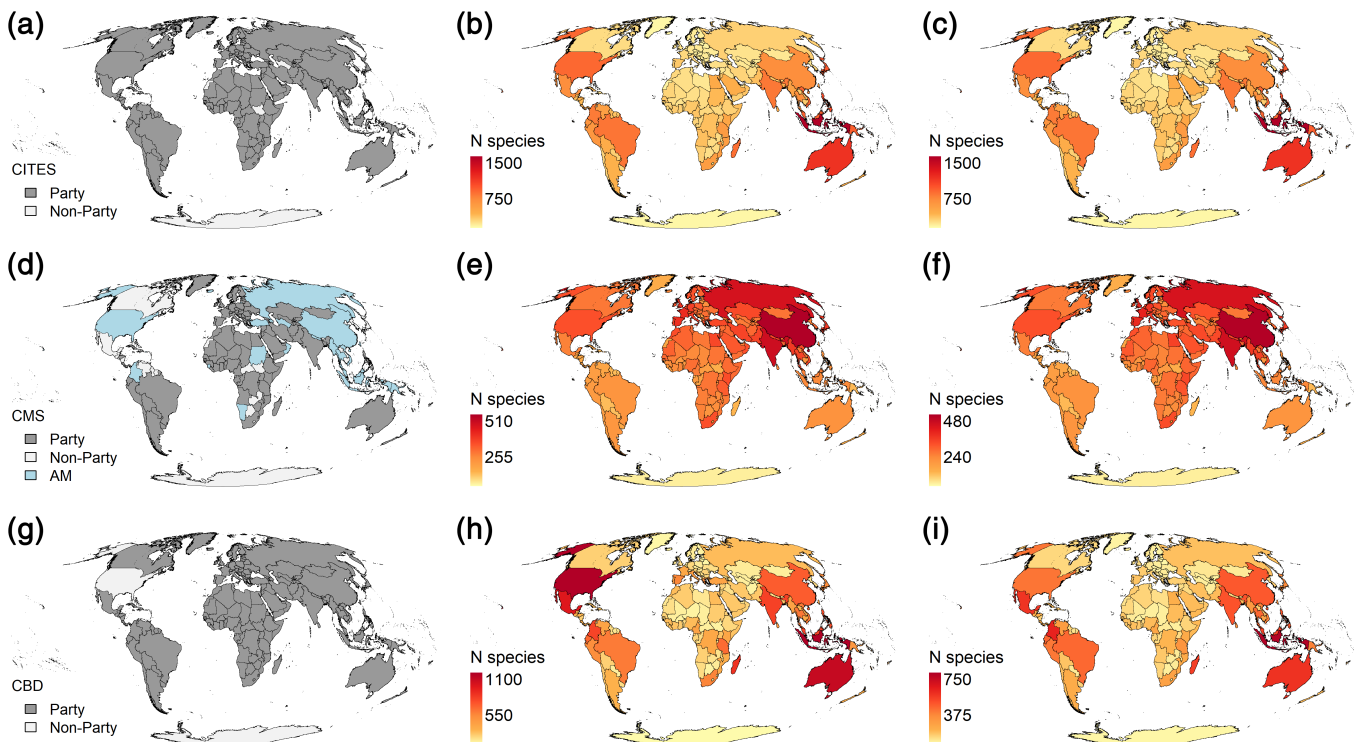 (a)
(b)
(c)
CITES
Party
Non-Party
N species
1500
750
N species
1500
750
(d)
(e)
(f)
CMS
Party
Non-Party
AM
N species
510
255
N species
480
240
(g)
(h)
(i)
CBD
Party
Non-Party
N species
1100
550
N species
750
375